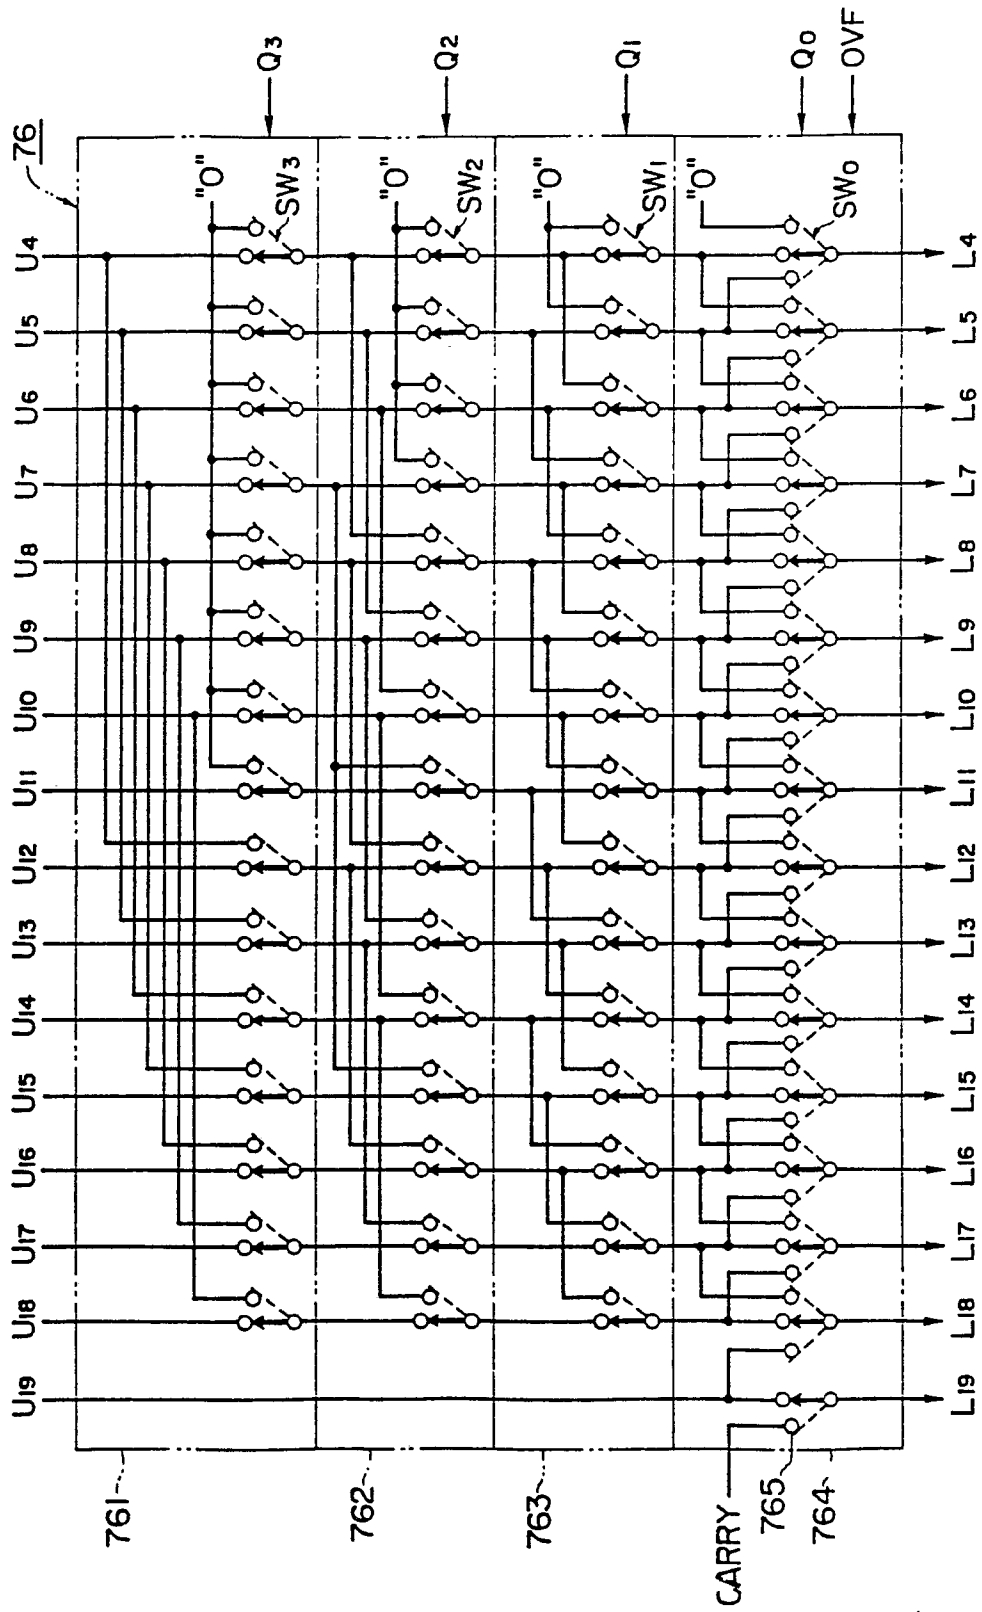 76
U19 U18 U17 U16 U15 U14 U13 U12 U11 U10 U9 U8 U7 U6 U5 U4
761
"0"
SW3
Q3
762
"0"
SW2
Q2
763
"0"
SW1
Q1
CARRY
"0"
765
Q0
764
SW0
OVF
L19 L18 L17 L16 L15 L14 L13 L12 L11 L10 L9 L8 L7 L6 L5 L4